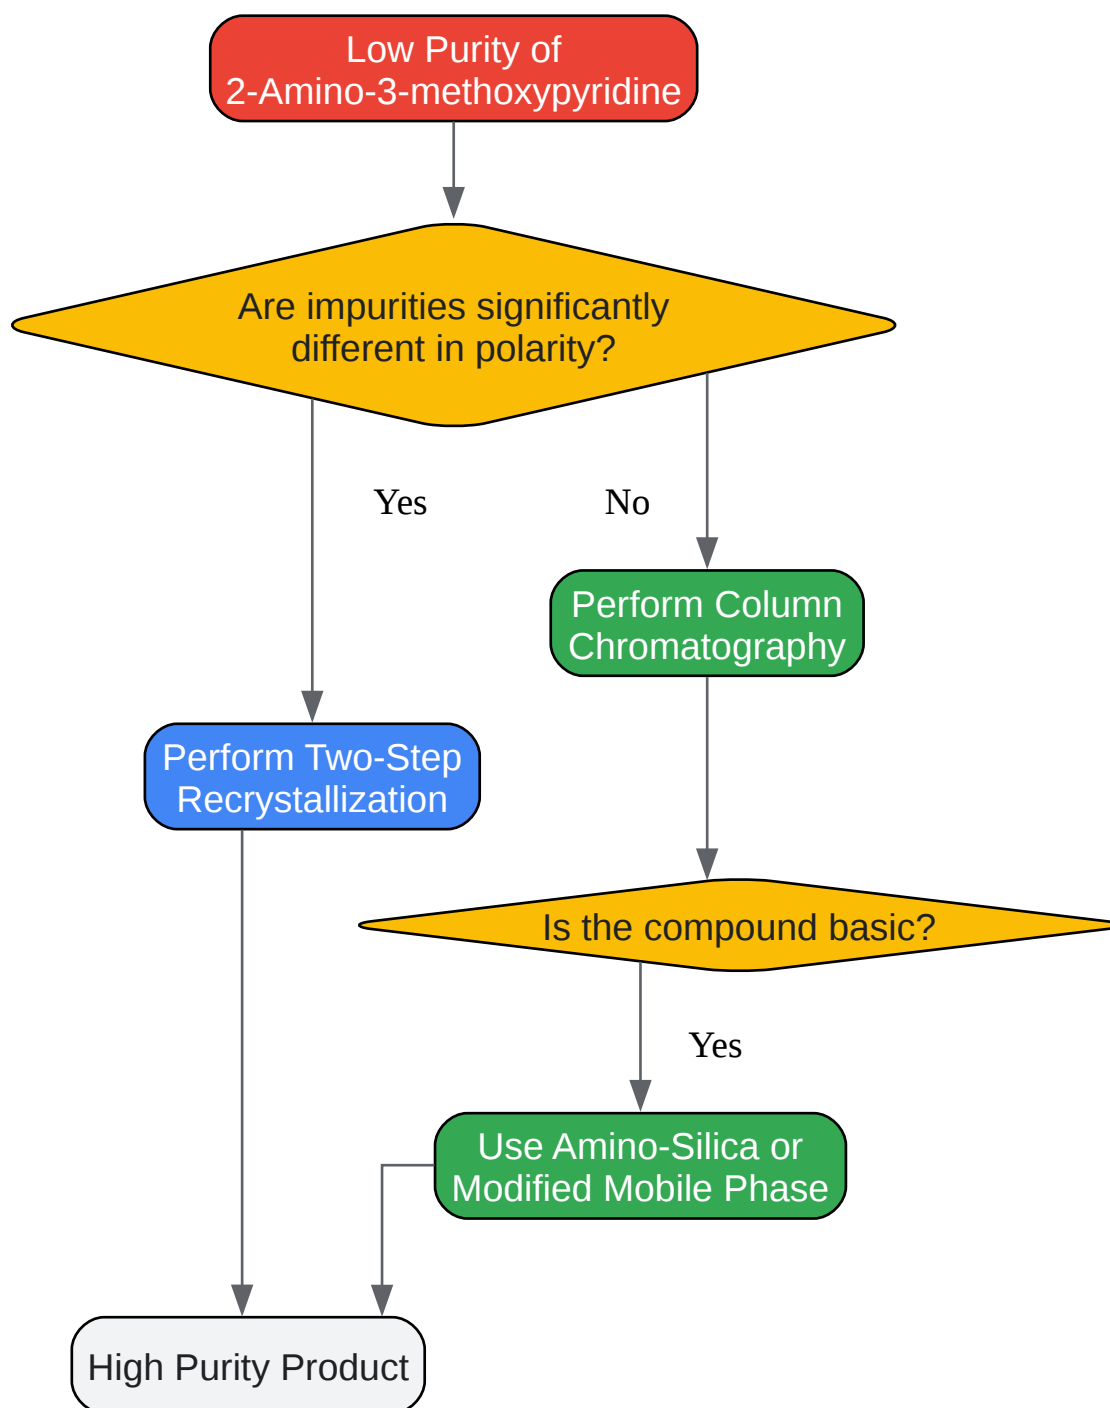 Low Purity of
2-Amino-3-methoxypyridine
Are impurities significantly
different in polarity?
Yes
No
Perform Column
Chromatography
Perform Two-Step
Recrystallization
Is the compound basic?
Yes
Use Amino-Silica or
Modified Mobile Phase
High Purity Product